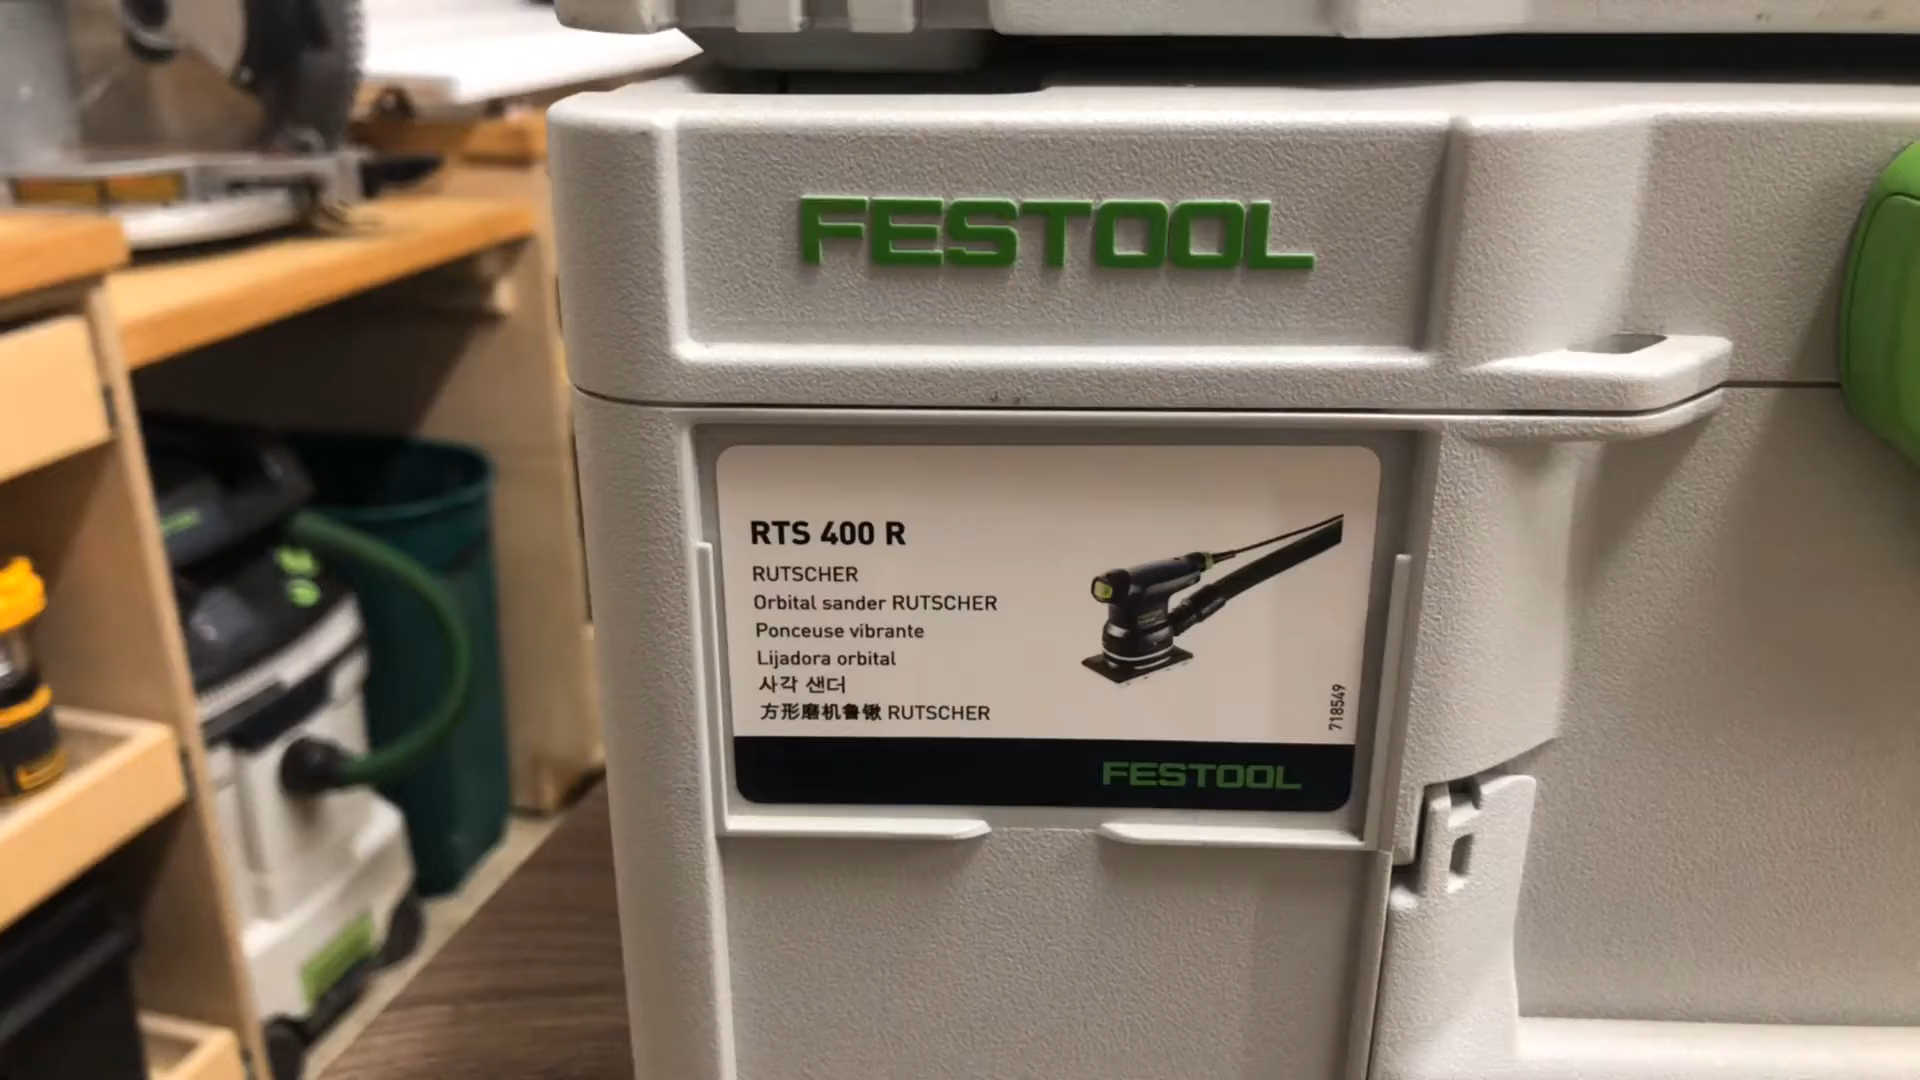 FESTOOL
RTS 400 R
RUTSCHER
Orbital sander RUTSCHER
Ponceuse vibrante
Lijadora orbital
사각 샌더
方形磨机鲁锹 RUTSCHER
718549
FESTOOL